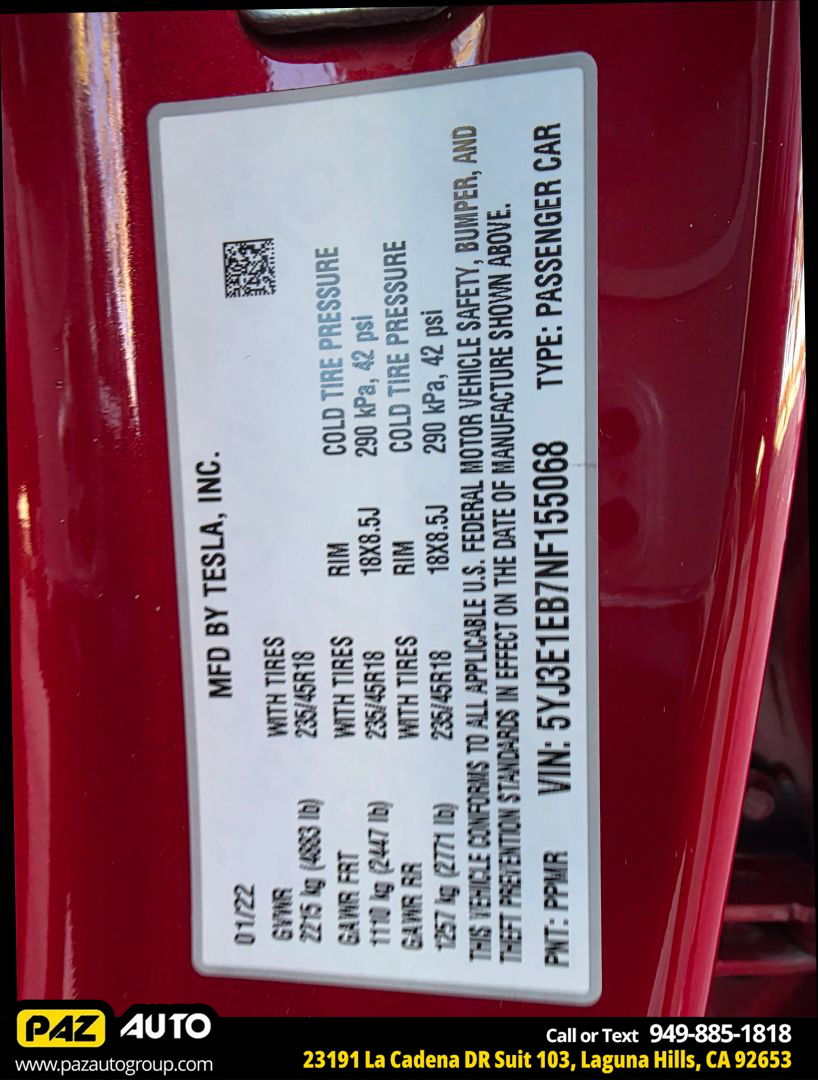 MFD BY TESLA, INC.
01/22
GVWR WITH TIRES
2215 kg (4883 lb) 235/45R18
GAWR FRT WITH TIRES RIM COLD TIRE PRESSURE
1110 kg (2447 lb) 235/45R18 18X8.5J 290 kPa, 42 psi
GAWR RR WITH TIRES RIM COLD TIRE PRESSURE
1257 kg (2771 lb) 235/45R18 18X8.5J 290 kPa, 42 psi
THIS VEHICLE CONFORMS TO ALL APPLICABLE U.S. FEDERAL MOTOR VEHICLE SAFETY, BUMPER, AND
THEFT PREVENTION STANDARDS IN EFFECT ON THE DATE OF MANUFACTURE SHOWN ABOVE.
PNT: PPMR VIN: 5YJ3E1EB7NF155068 TYPE: PASSENGER CAR
PAZ AUTO
www.pazautogroup.com
Call or Text 949-885-1818
23191 La Cadena DR Suit 103, Laguna Hills, CA 92653